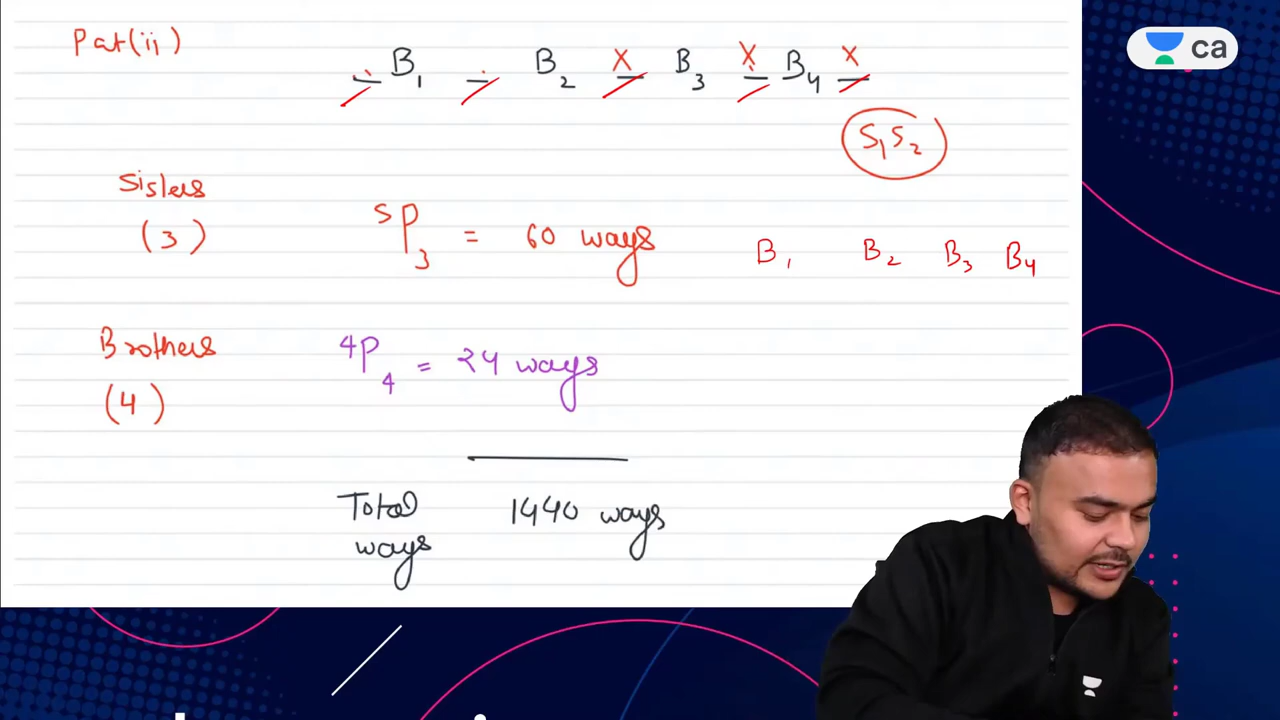 Pat(ii)
B1 B2 X B3 X B4 X
S1S2
Sisters
(3)
5P3 = 60 ways
B1 B2 B3 B4
Brothers
(4)
4P4 = 24 ways
Total 1440 ways
ways
ca